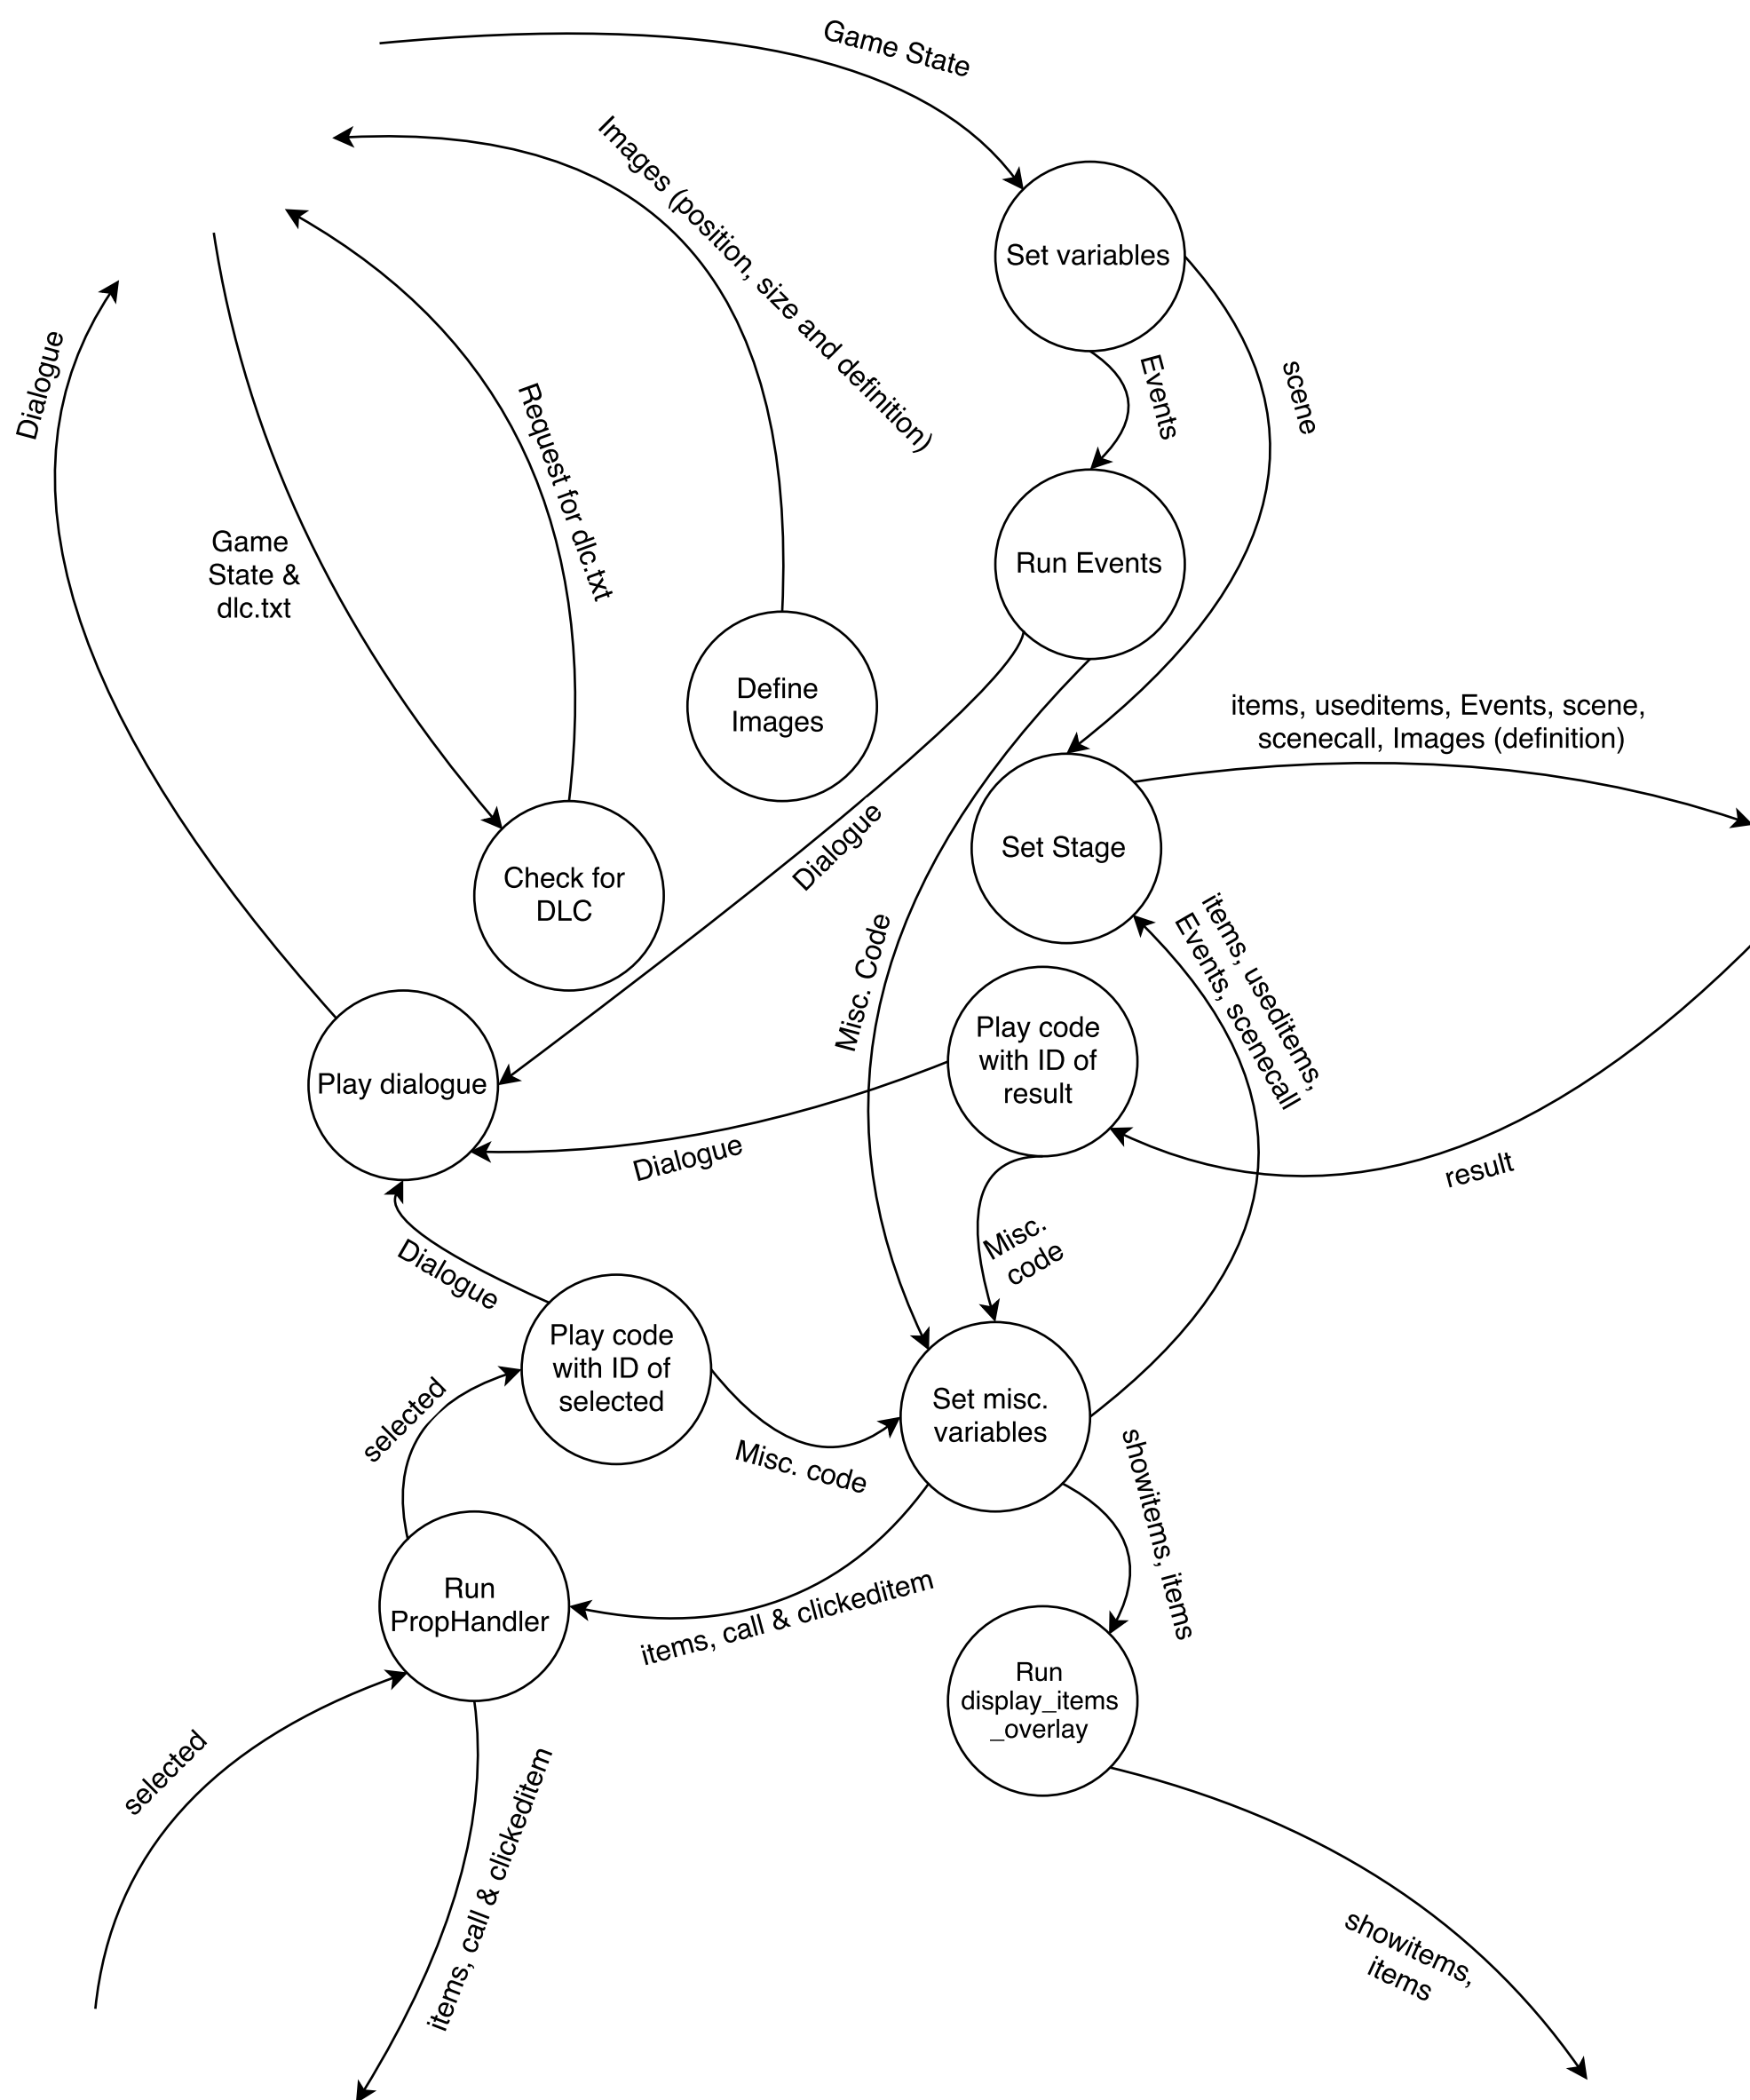 Game State
Images (position, size and definition)
Set variables
Dialogue
Events
scene
Request for dlc.txt
Game
State &
dlc.txt
Run Events
Define
Images
items, useditems, Events, scene,
scenecall, Images (definition)
Dialogue
Set Stage
Check for
DLC
Misc. Code
items, useditems,
Events, scenecall
Play code
with ID of
result
Play dialogue
Dialogue
result
Misc.
code
Dialogue
Play code
with ID of
selected
selected
Misc. code
Set misc.
variables
showitems, items
Run
PropHandler
items, call & clickeditem
Run
display_items
_overlay
selected
items, call & clickeditem
showitems,
items